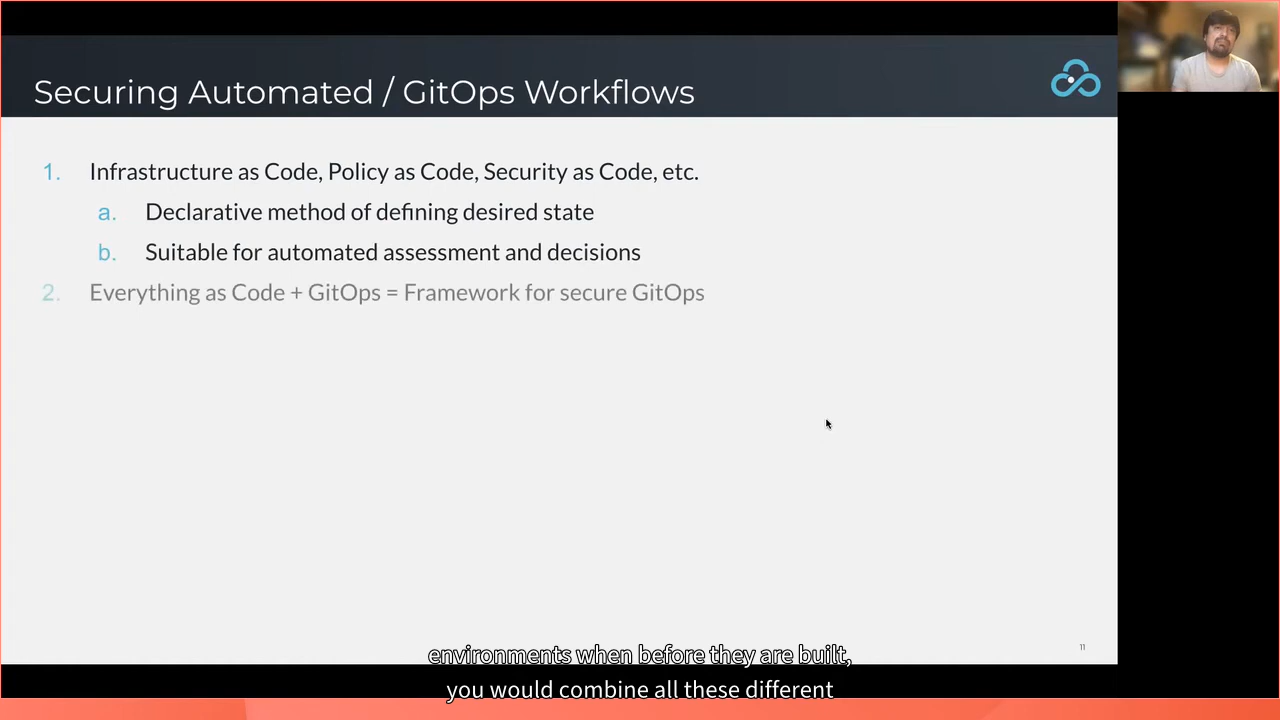 Securing Automated / GitOps Workflows
1. Infrastructure as Code, Policy as Code, Security as Code, etc.
a. Declarative method of defining desired state
b. Suitable for automated assessment and decisions
2. Everything as Code + GitOps = Framework for secure GitOps
11
environments when before they are built,
you would combine all these different